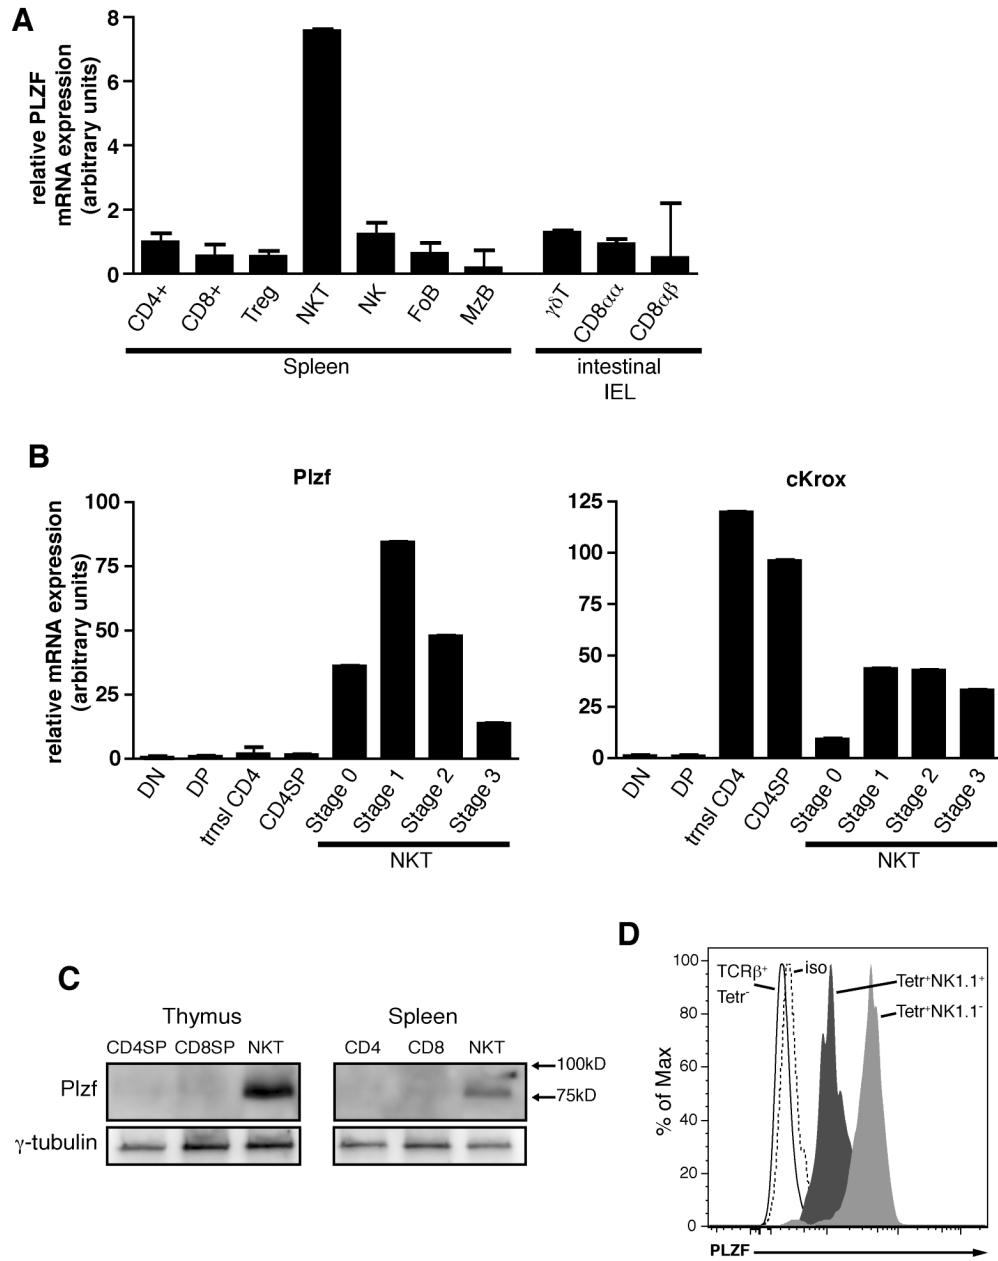 A
relative PLZF
mRNA expression
(arbitrary units)
8
6
4
2
0
CD4+
CD8+
Treg
NKT
NK
FoB
MzB
γδT
CD8αα
CD8αβ
Spleen
intestinal
IEL
B
Plzf
relative mRNA expression
(arbitrary units)
100
75
50
25
0
DN
DP
trnsl CD4
CD4SP
Stage 0
Stage 1
Stage 2
Stage 3
NKT
cKrox
125
100
75
50
25
0
DN
DP
trnsl CD4
CD4SP
Stage 0
Stage 1
Stage 2
Stage 3
NKT
C
Thymus
Spleen
CD4SP CD8SP NKT
CD4 CD8 NKT
Plzf
100kD
75kD
γ-tubulin
D
% of Max
100
80
60
40
20
0
TCRβ⁺
Tetr⁻
iso
Tetr⁺NK1.1⁺
Tetr⁺NK1.1⁻
PLZF